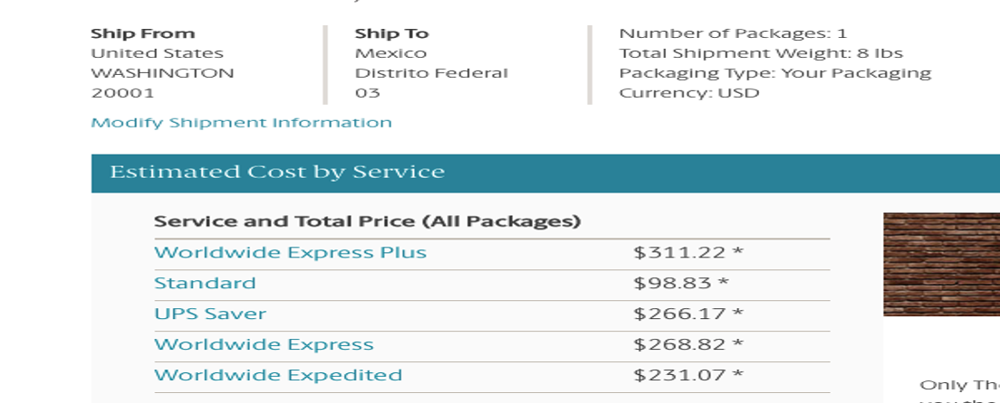 Ship From
United States
WASHINGTON
20001
Ship To
Mexico
Distrito Federal
03
Number of Packages: 1
Total Shipment Weight: 8 lbs
Packaging Type: Your Packaging
Currency: USD
Modify Shipment Information
Estimated Cost by Service
Service and Total Price (All Packages)
Worldwide Express Plus $311.22 *
Standard $98.83 *
UPS Saver $266.17 *
Worldwide Express $268.82 *
Worldwide Expedited $231.07 *
Only